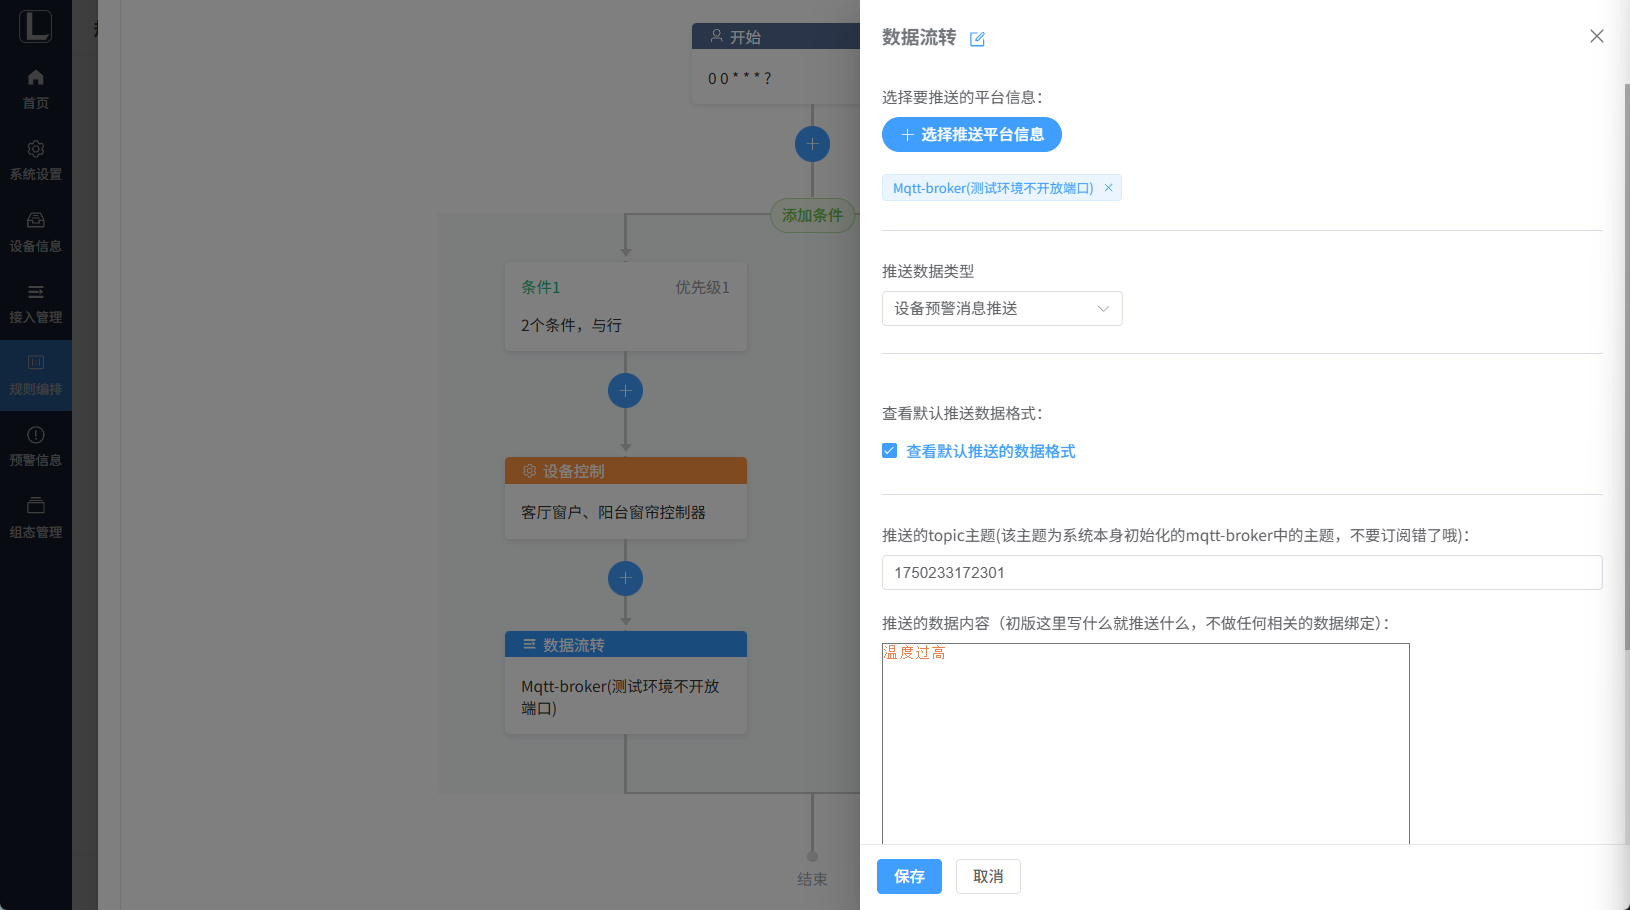 首页
系统设置
设备信息
接入管理
规则编排
预警信息
组态管理
开始
0 0 * * * ?
添加条件
条件1
优先级1
2个条件，与行
设备控制
客厅窗户、阳台窗帘控制器
数据流转
Mqtt-broker(测试环境不开放
端口)
结束
数据流转
选择要推送的平台信息：
选择推送平台信息
Mqtt-broker(测试环境不开放端口)
推送数据类型
设备预警消息推送
查看默认推送数据格式：
查看默认推送的数据格式
推送的topic主题(该主题为系统本身初始化的mqtt-broker中的主题，不要订阅错了哦)：
1750233172301
推送的数据内容（初版这里写什么就推送什么，不做任何相关的数据绑定）：
温度过高
保存
取消